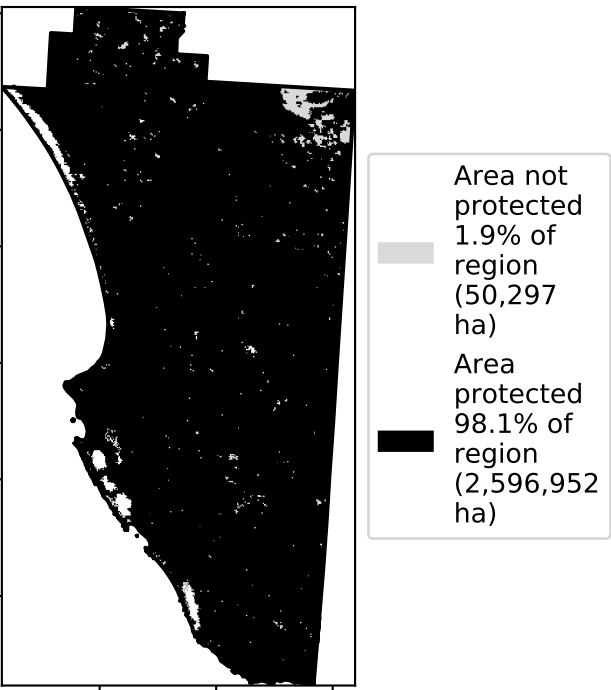 Area not
protected
1.9% of
region
(50,297
ha)
Area
protected
98.1% of
region
(2,596,952
ha)